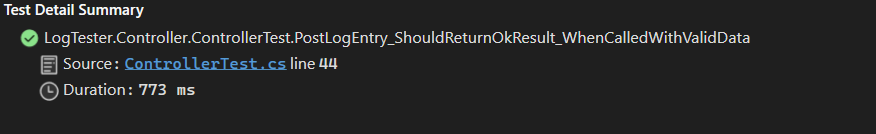 Test Detail Summary
LogTester.Controller.ControllerTest.PostLogEntry_ShouldReturnOkResult_WhenCalledWithValidData
Source: ControllerTest.cs line 44
Duration: 773 ms